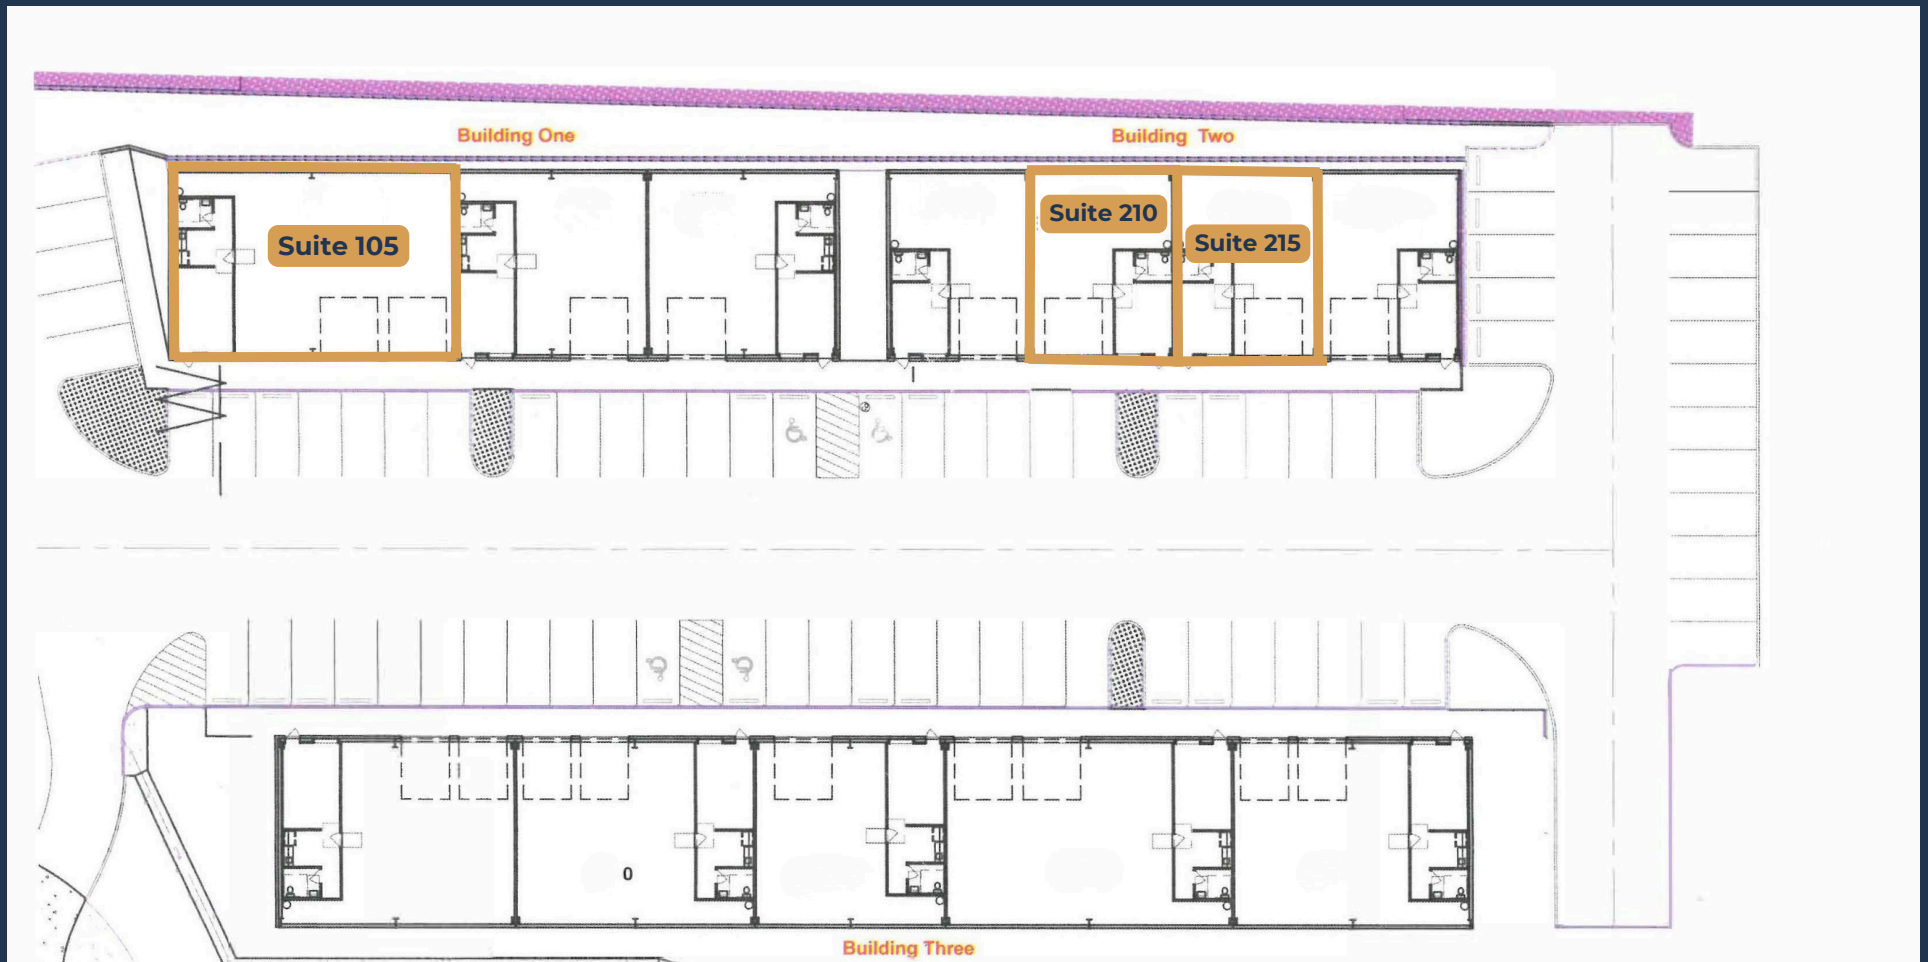 Building One
Building Two
Suite 105
Suite 210
Suite 215
0
Building Three